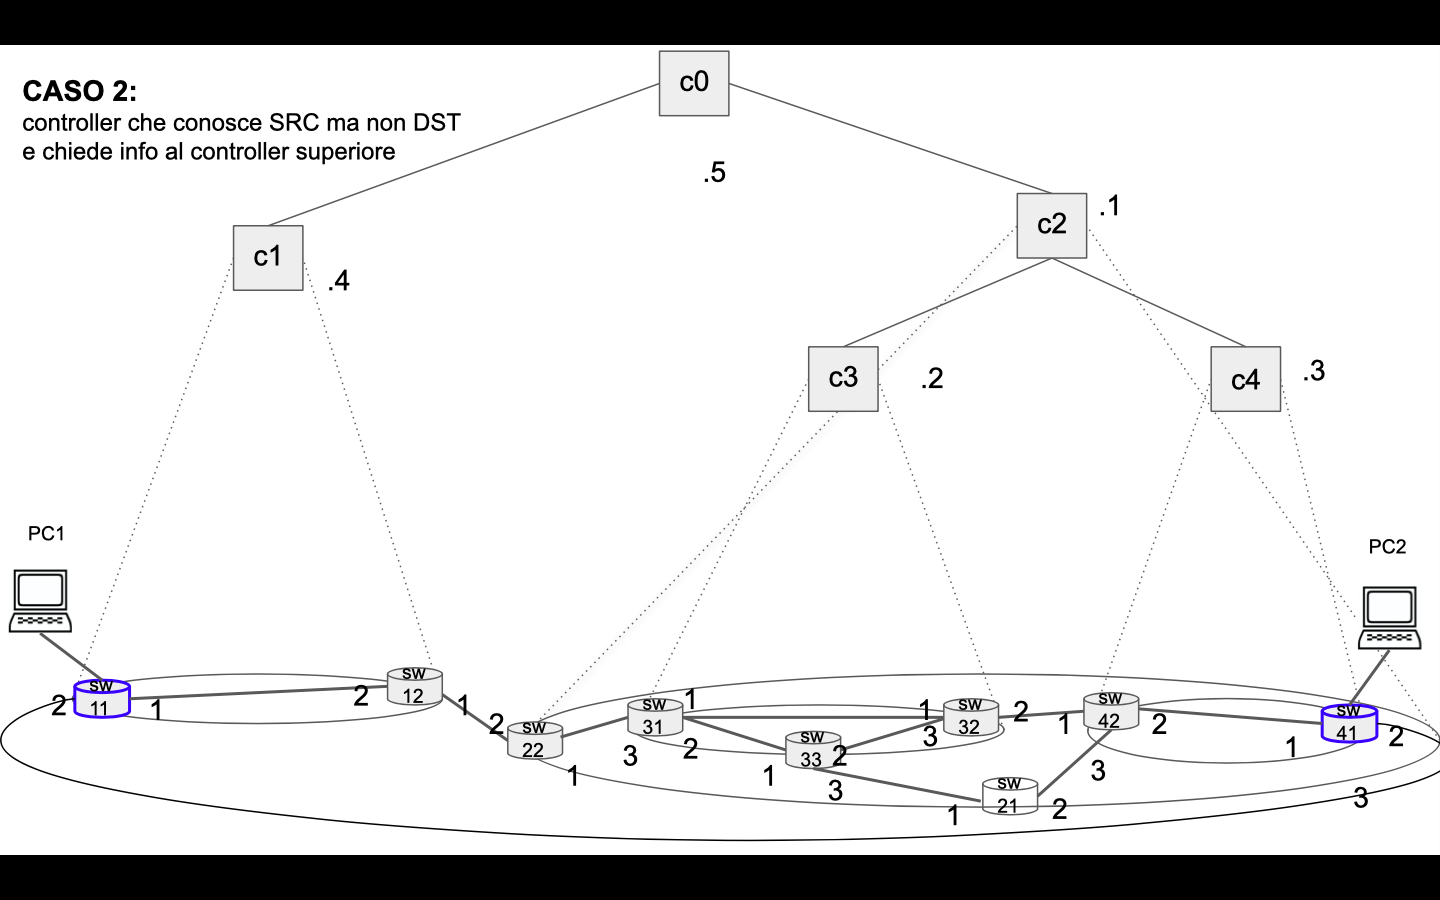 CASO 2:
controller che conosce SRC ma non DST
e chiede info al controller superiore
c0
.5
c2
.1
c1
.4
c3
.2
c4
.3
PC1
PC2
SW
11
2
1
SW
12
2
1
SW
22
2
1
SW
31
1
2
3
SW
33
1
2
3
SW
32
1
2
3
SW
21
1
2
SW
42
1
2
3
SW
41
1
2
3